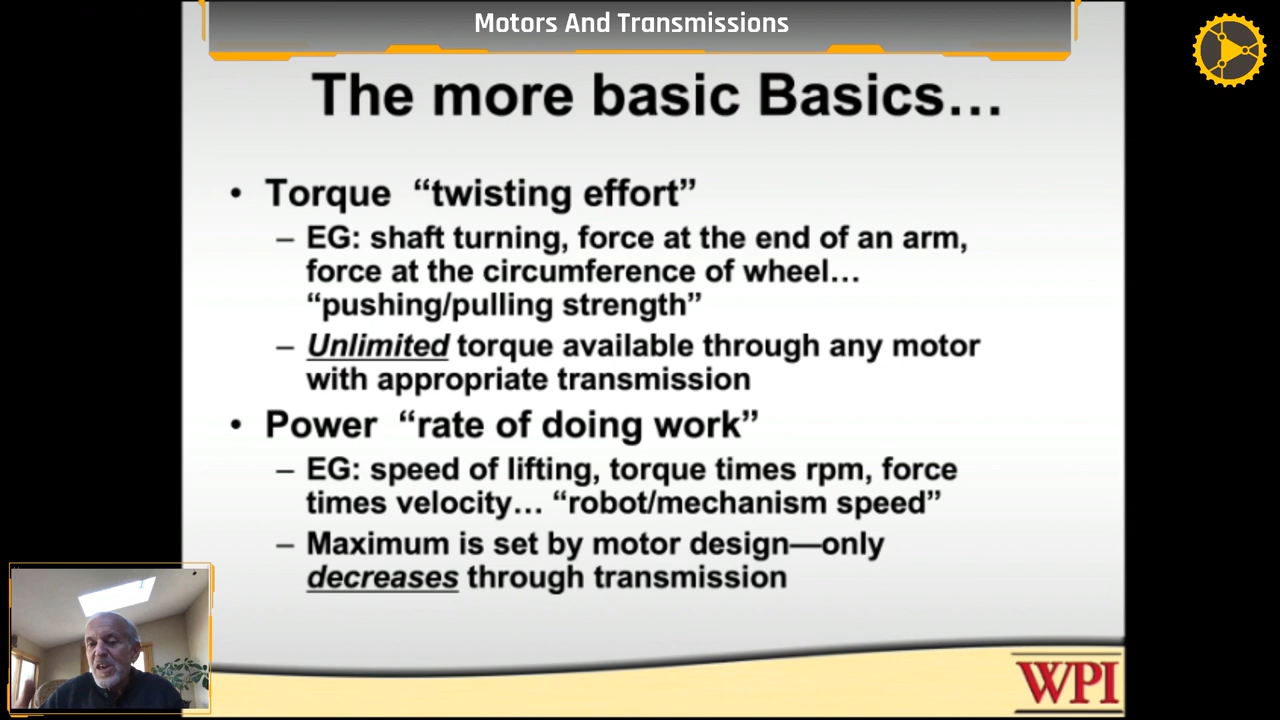 Motors And Transmissions
The more basic Basics…
• Torque “twisting effort”
– EG: shaft turning, force at the end of an arm,
force at the circumference of wheel…
“pushing/pulling strength”
– Unlimited torque available through any motor
with appropriate transmission
• Power “rate of doing work”
– EG: speed of lifting, torque times rpm, force
times velocity… “robot/mechanism speed”
– Maximum is set by motor design—only
decreases through transmission
WPI